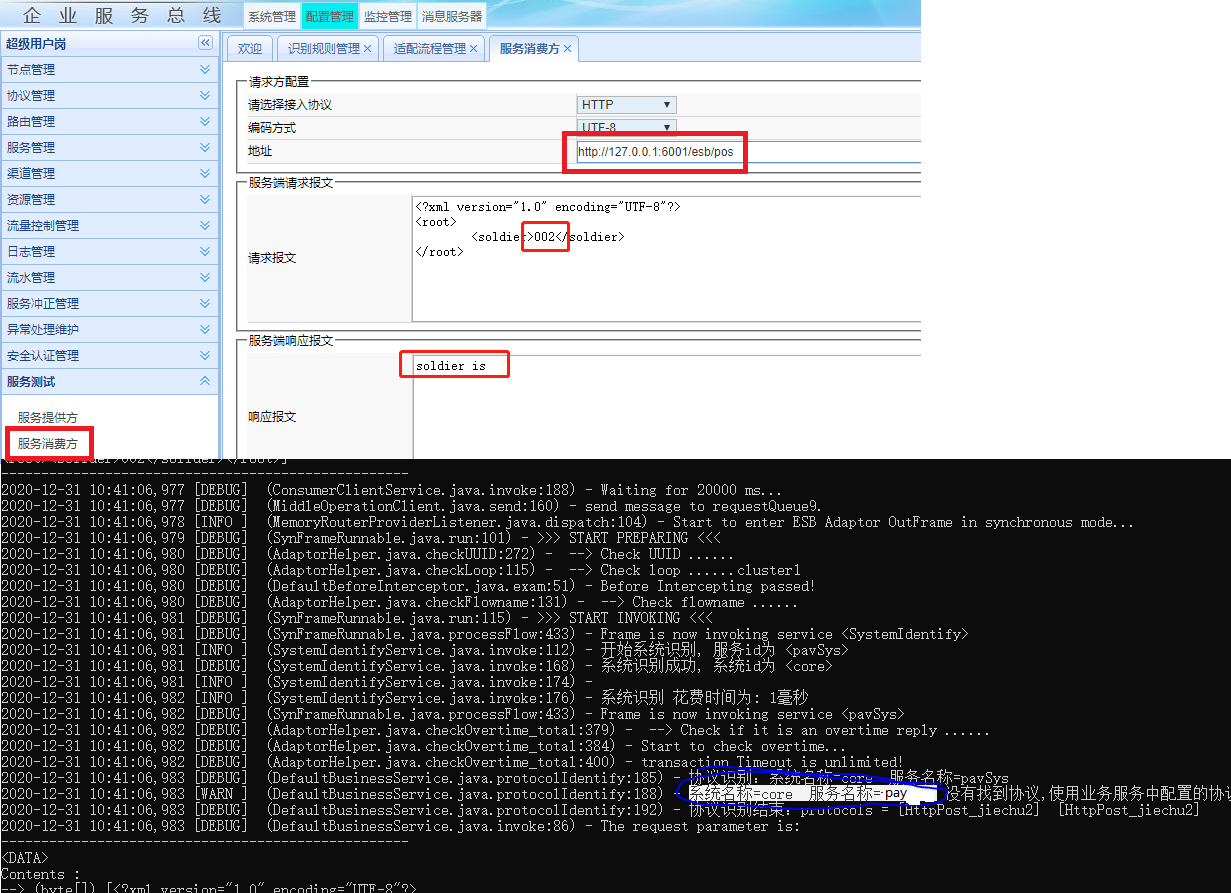 企 业 服 务 总 线 系统管理 配置管理 监控管理 消息服务器
超级用户岗
欢迎 识别规则管理 × 适配流程管理 × 服务消费方 ×
节点管理
协议管理
路由管理
服务管理
渠道管理
资源管理
流量控制管理
日志管理
流水管理
服务冲正管理
异常处理维护
安全认证管理
服务测试
服务提供方
服务消费方
请求方配置
请选择接入协议 HTTP
编码方式 UTF-8
地址 http://127.0.0.1:6001/esb/pos
服务端请求报文
请求报文
<?xml version="1.0" encoding="UTF-8"?>
<root>
<soldier>002</soldier>
</root>
服务端响应报文
响应报文
soldier is
<root><soldier>002</soldier></root>]
--------------------------------------------------
2020-12-31 10:41:06,977 [DEBUG] (ConsumerClientService.java.invoke:188) - Waiting for 20000 ms...
2020-12-31 10:41:06,977 [DEBUG] (MiddleOperationClient.java.send:160) - send message to requestQueue9.
2020-12-31 10:41:06,978 [INFO ] (MemoryRouterProviderListener.java.dispatch:104) - Start to enter ESB Adaptor OutFrame in synchronous mode...
2020-12-31 10:41:06,979 [DEBUG] (SynFrameRunnable.java.run:101) - >>> START PREPARING <<<
2020-12-31 10:41:06,980 [DEBUG] (AdaptorHelper.java.checkUUID:272) - --> Check UUID ......
2020-12-31 10:41:06,980 [DEBUG] (AdaptorHelper.java.checkLoop:115) - --> Check loop ......cluster1
2020-12-31 10:41:06,980 [DEBUG] (DefaultBeforeInterceptor.java.exam:51) - Before Intercepting passed!
2020-12-31 10:41:06,980 [DEBUG] (AdaptorHelper.java.checkFlowname:131) - --> Check flowname ......
2020-12-31 10:41:06,981 [DEBUG] (SynFrameRunnable.java.run:115) - >>> START INVOKING <<<
2020-12-31 10:41:06,981 [DEBUG] (SynFrameRunnable.java.processFlow:433) - Frame is now invoking service <SystemIdentify>
2020-12-31 10:41:06,981 [INFO ] (SystemIdentifyService.java.invoke:112) - 开始系统识别, 服务id为 <pavSys>
2020-12-31 10:41:06,981 [DEBUG] (SystemIdentifyService.java.invoke:168) - 系统识别成功, 系统id为 <core>
2020-12-31 10:41:06,981 [INFO ] (SystemIdentifyService.java.invoke:174) -
2020-12-31 10:41:06,982 [INFO ] (SystemIdentifyService.java.invoke:176) - 系统识别 花费时间为: 1毫秒
2020-12-31 10:41:06,982 [DEBUG] (SynFrameRunnable.java.processFlow:433) - Frame is now invoking service <pavSys>
2020-12-31 10:41:06,982 [DEBUG] (AdaptorHelper.java.checkOvertime_total:379) - --> Check if it is an overtime reply ......
2020-12-31 10:41:06,982 [DEBUG] (AdaptorHelper.java.checkOvertime_total:384) - Start to check overtime...
2020-12-31 10:41:06,982 [DEBUG] (AdaptorHelper.java.checkOvertime_total:400) - transaction Timeout is unlimited!
2020-12-31 10:41:06,983 [DEBUG] (DefaultBusinessService.java.protocolIdentify:185) - 协议识别: 系统名称=core 服务名称=pavSys
2020-12-31 10:41:06,983 [WARN ] (DefaultBusinessService.java.protocolIdentify:188) - 系统名称=core 服务名称= pay 没有找到协议,使用业务服务中配置的协议
2020-12-31 10:41:06,983 [DEBUG] (DefaultBusinessService.java.protocolIdentify:192) - 协议识别结束: protocols = [HttpPost_jiechu2] [HttpPost_jiechu2]
2020-12-31 10:41:06,983 [DEBUG] (DefaultBusinessService.java.invoke:86) - The request parameter is:
--------------------------------------------------
<DATA>
Contents :
--> (byte[]) [<?xml version="1.0" encoding="UTF-8"?>